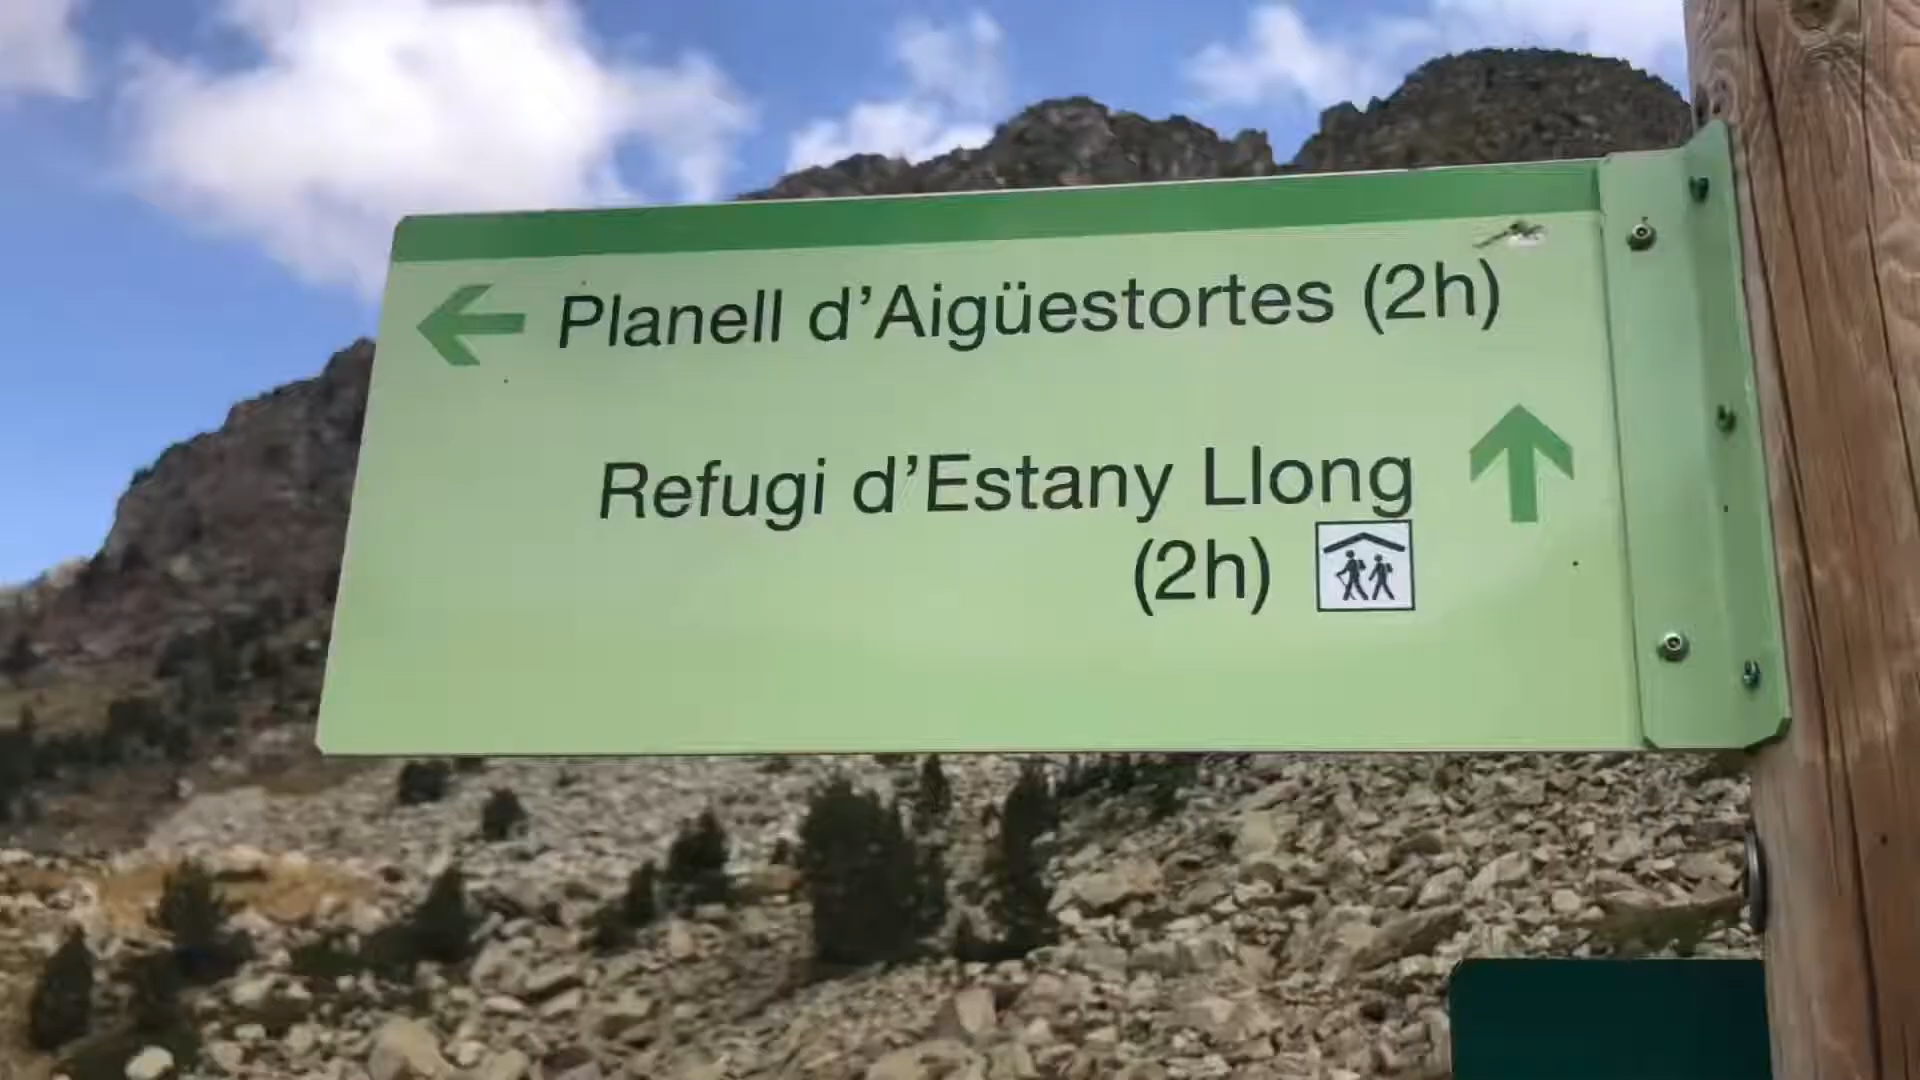 Planell d’Aigüestortes (2h)
Refugi d’Estany Llong
(2h)